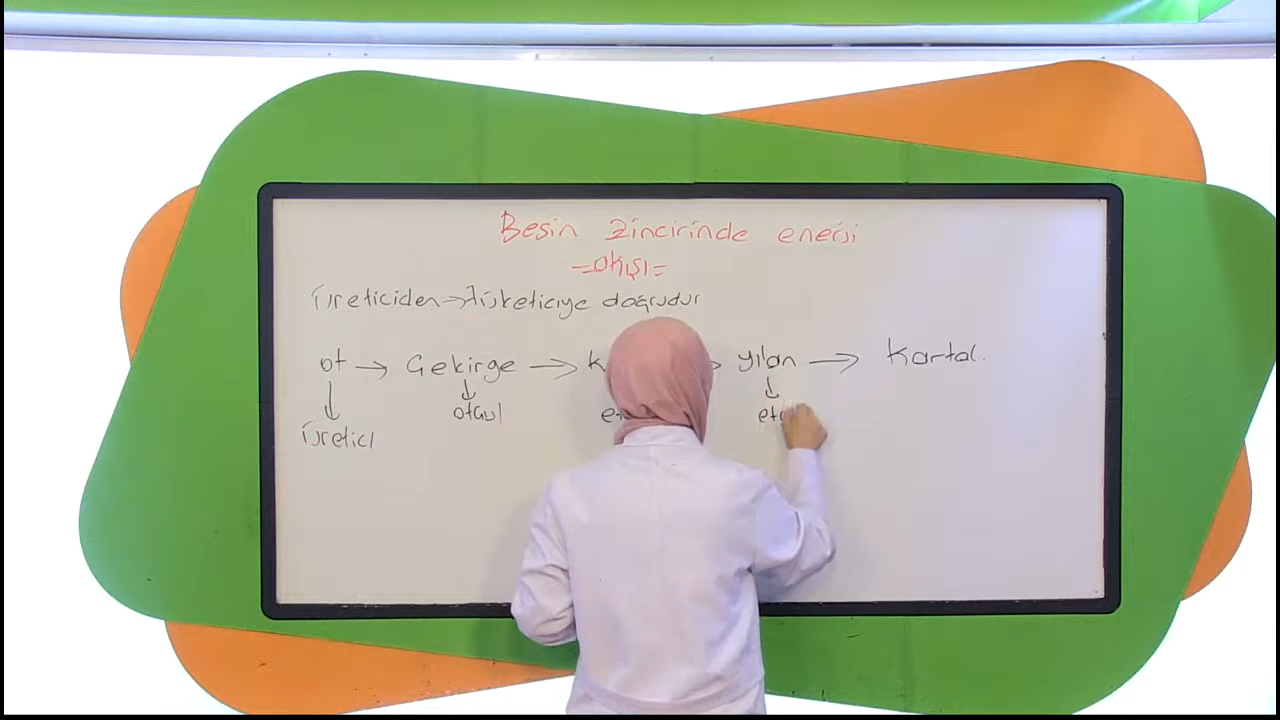 Besin Zincirinde enerji
=Akışı=
Üreticiden→Tüketiciye doğrudur
ot → Çekirge → → yılan → Kartal.
otçul
üretici